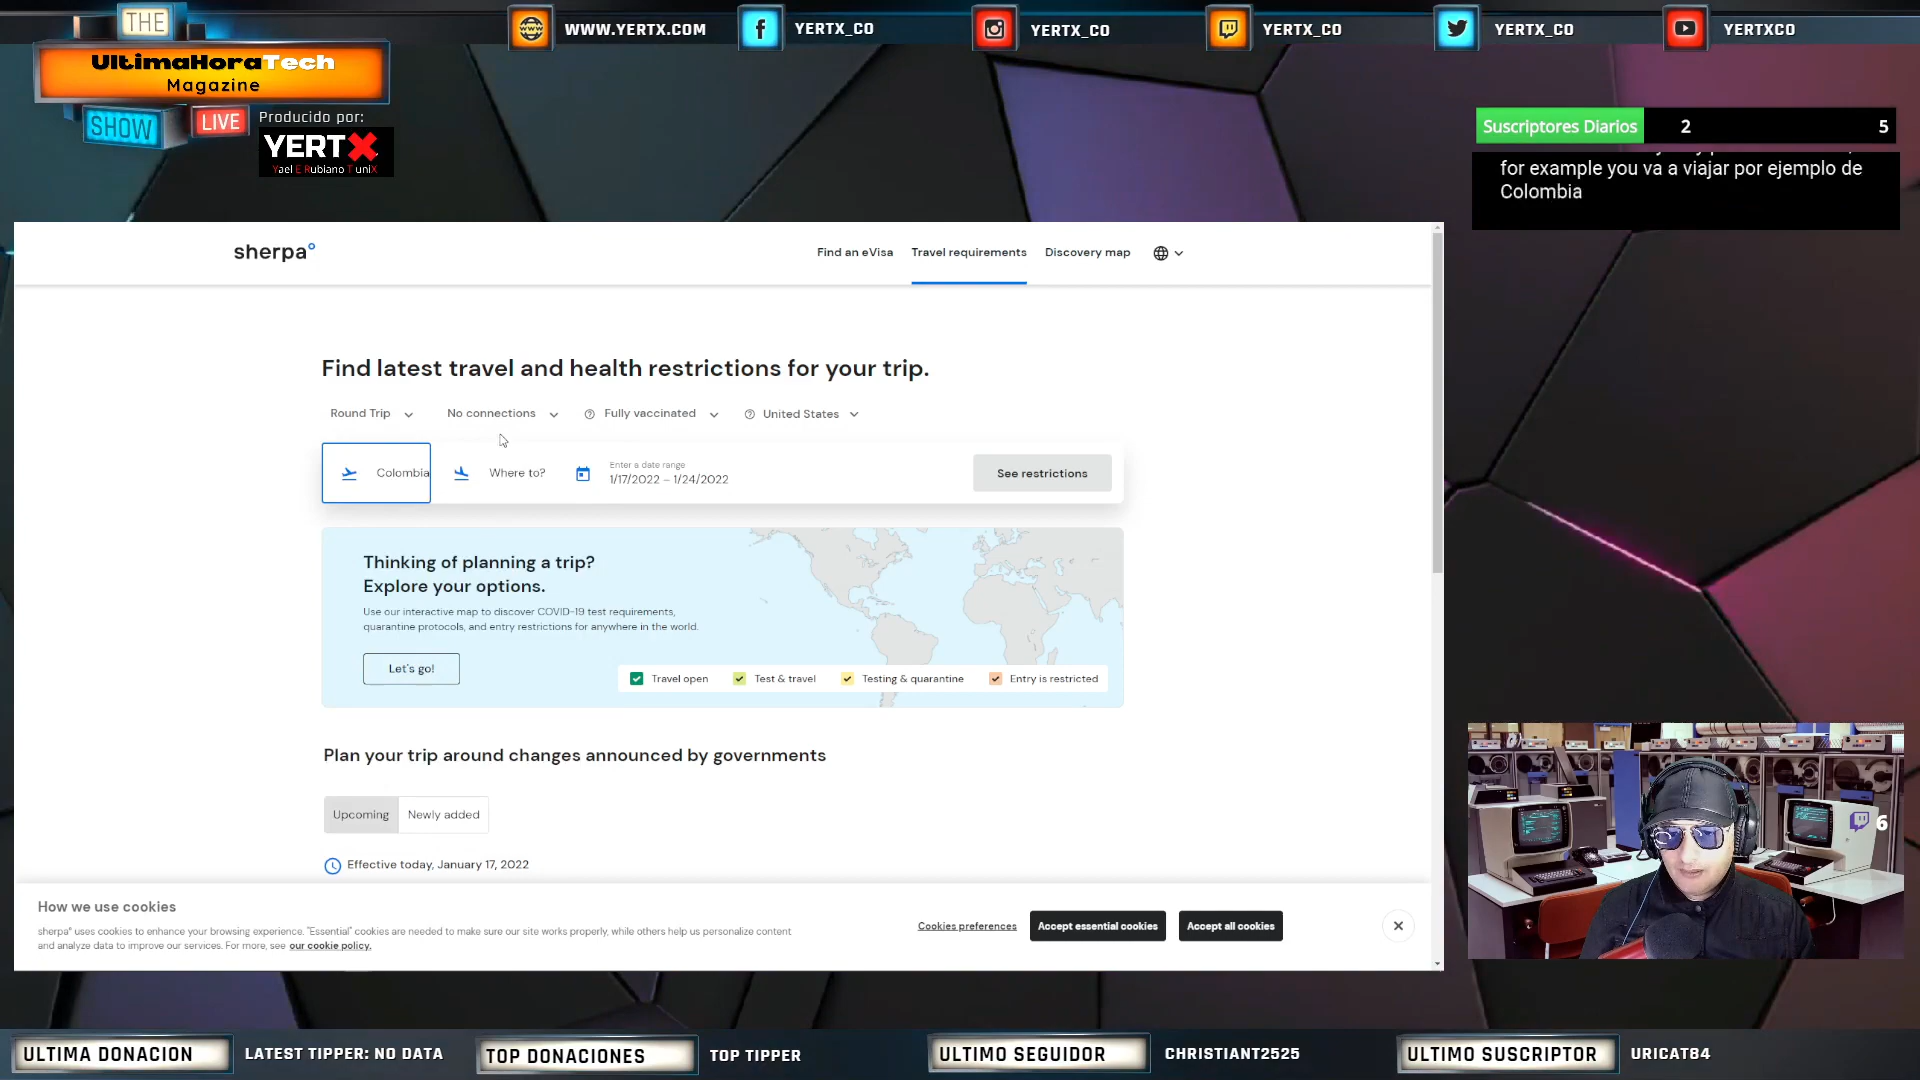 THE
UltimaHoraTech
Magazine
SHOW
LIVE
Producido por:
YERTX
Yael E Rubiano T uniX
WWW.YERTX.COM
YERTX_CO
YERTX_CO
YERTX_CO
YERTX_CO
YERTXCO
Suscriptores Diarios 2 5
for example you va a viajar por ejemplo de
Colombia
sherpa°
Find an eVisa
Travel requirements
Discovery map
Find latest travel and health restrictions for your trip.
Round Trip
No connections
Fully vaccinated
United States
Colombia
Where to?
Enter a date range
1/17/2022 – 1/24/2022
See restrictions
Thinking of planning a trip?
Explore your options.
Use our interactive map to discover COVID-19 test requirements,
quarantine protocols, and entry restrictions for anywhere in the world.
Let's go!
Travel open
Test & travel
Testing & quarantine
Entry is restricted
Plan your trip around changes announced by governments
Upcoming
Newly added
Effective today, January 17, 2022
How we use cookies
sherpa° uses cookies to enhance your browsing experience. "Essential" cookies are needed to make sure our site works properly, while others help us personalize content
and analyze data to improve our services. For more, see our cookie policy.
Cookies preferences
Accept essential cookies
Accept all cookies
6
ULTIMA DONACION
LATEST TIPPER: NO DATA
TOP DONACIONES
TOP TIPPER
ULTIMO SEGUIDOR
CHRISTIANT2525
ULTIMO SUSCRIPTOR
URICAT84